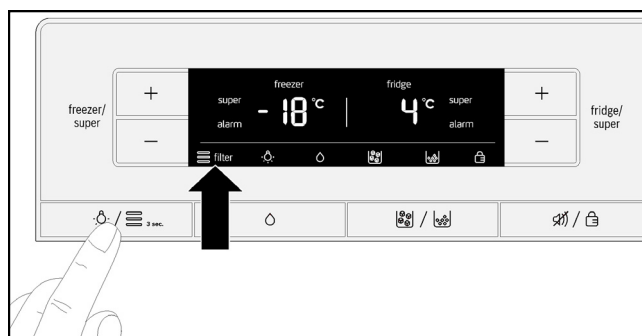 freezer/
super
+
−
super
alarm
freezer
-18°C
fridge
4°C
super
alarm
+
−
fridge/
super
filter
/
3 sec.
/
/